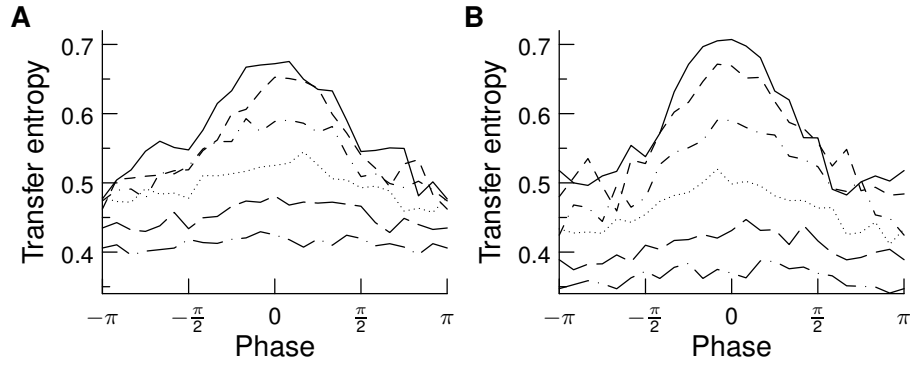 A
B
0.7
0.6
0.5
0.4
Transfer entropy
−π
−π/2
0
π/2
π
Phase
0.7
0.6
0.5
0.4
Transfer entropy
−π
−π/2
0
π/2
π
Phase